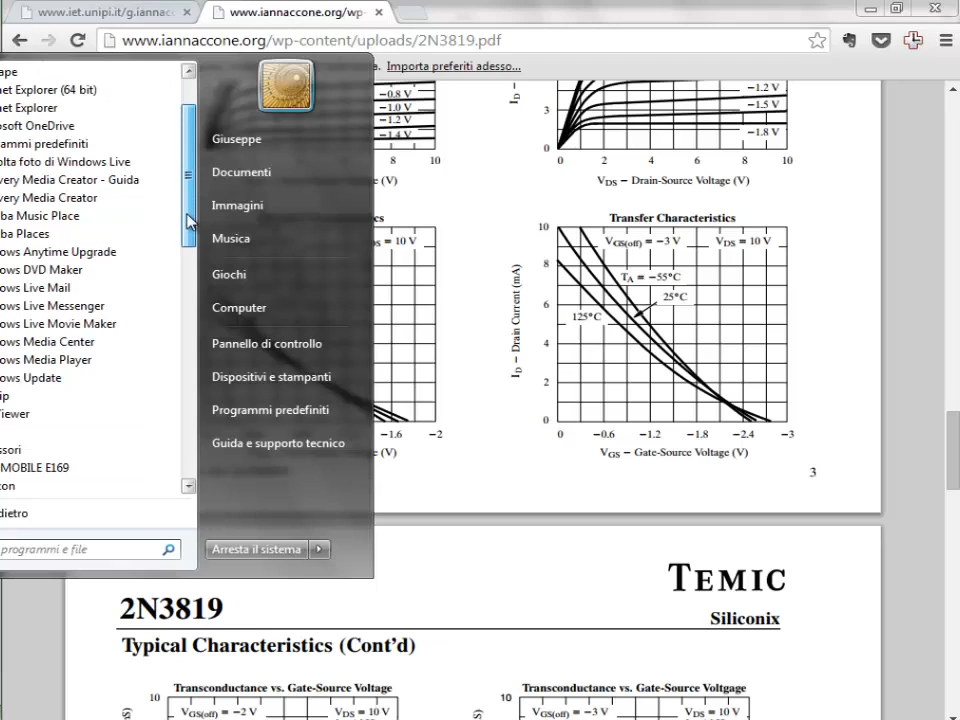 www.iet.unipi.it/g.iannac
www.iannaccone.org/wp-
www.iannaccone.org/wp-content/uploads/2N3819.pdf
Importa preferiti adesso...
ape
net Explorer (64 bit)
net Explorer
osoft OneDrive
ammi predefiniti
olta foto di Windows Live
very Media Creator - Guida
very Media Creator
ba Music Place
ba Places
ows Anytime Upgrade
ows DVD Maker
ows Live Mail
ows Live Messenger
ows Live Movie Maker
ows Media Center
ows Media Player
ows Update
ip
Viewer
sori
MOBILE E169
con
dietro
programmi e file
Giuseppe
Documenti
Immagini
Musica
Giochi
Computer
Pannello di controllo
Dispositivi e stampanti
Programmi predefiniti
Guida e supporto tecnico
Arresta il sistema
−0.8 V
−1.0 V
−1.2 V
−1.4 V
8 10
e (V)
cs
DS = 10 V
−1.6 −2
e (V)
ID
3
0
−1.2 V
−1.5 V
−1.8 V
0 2 4 6 8 10
VDS – Drain-Source Voltage (V)
Transfer Characteristics
10
8
6
4
2
0
ID – Drain Current (mA)
VGS(off) = −3 V VDS = 10 V
TA = −55°C
25°C
125°C
0 −0.6 −1.2 −1.8 −2.4 −3
VGS – Gate-Source Voltage (V)
3
TEMIC
2N3819
Siliconix
Typical Characteristics (Cont'd)
Transconductance vs. Gate-Source Voltage
10
VGS(off) = −2 V VDS = 10 V
Transconductance vs. Gate-Source Voltgage
10
VGS(off) = −3 V VDS = 10 V